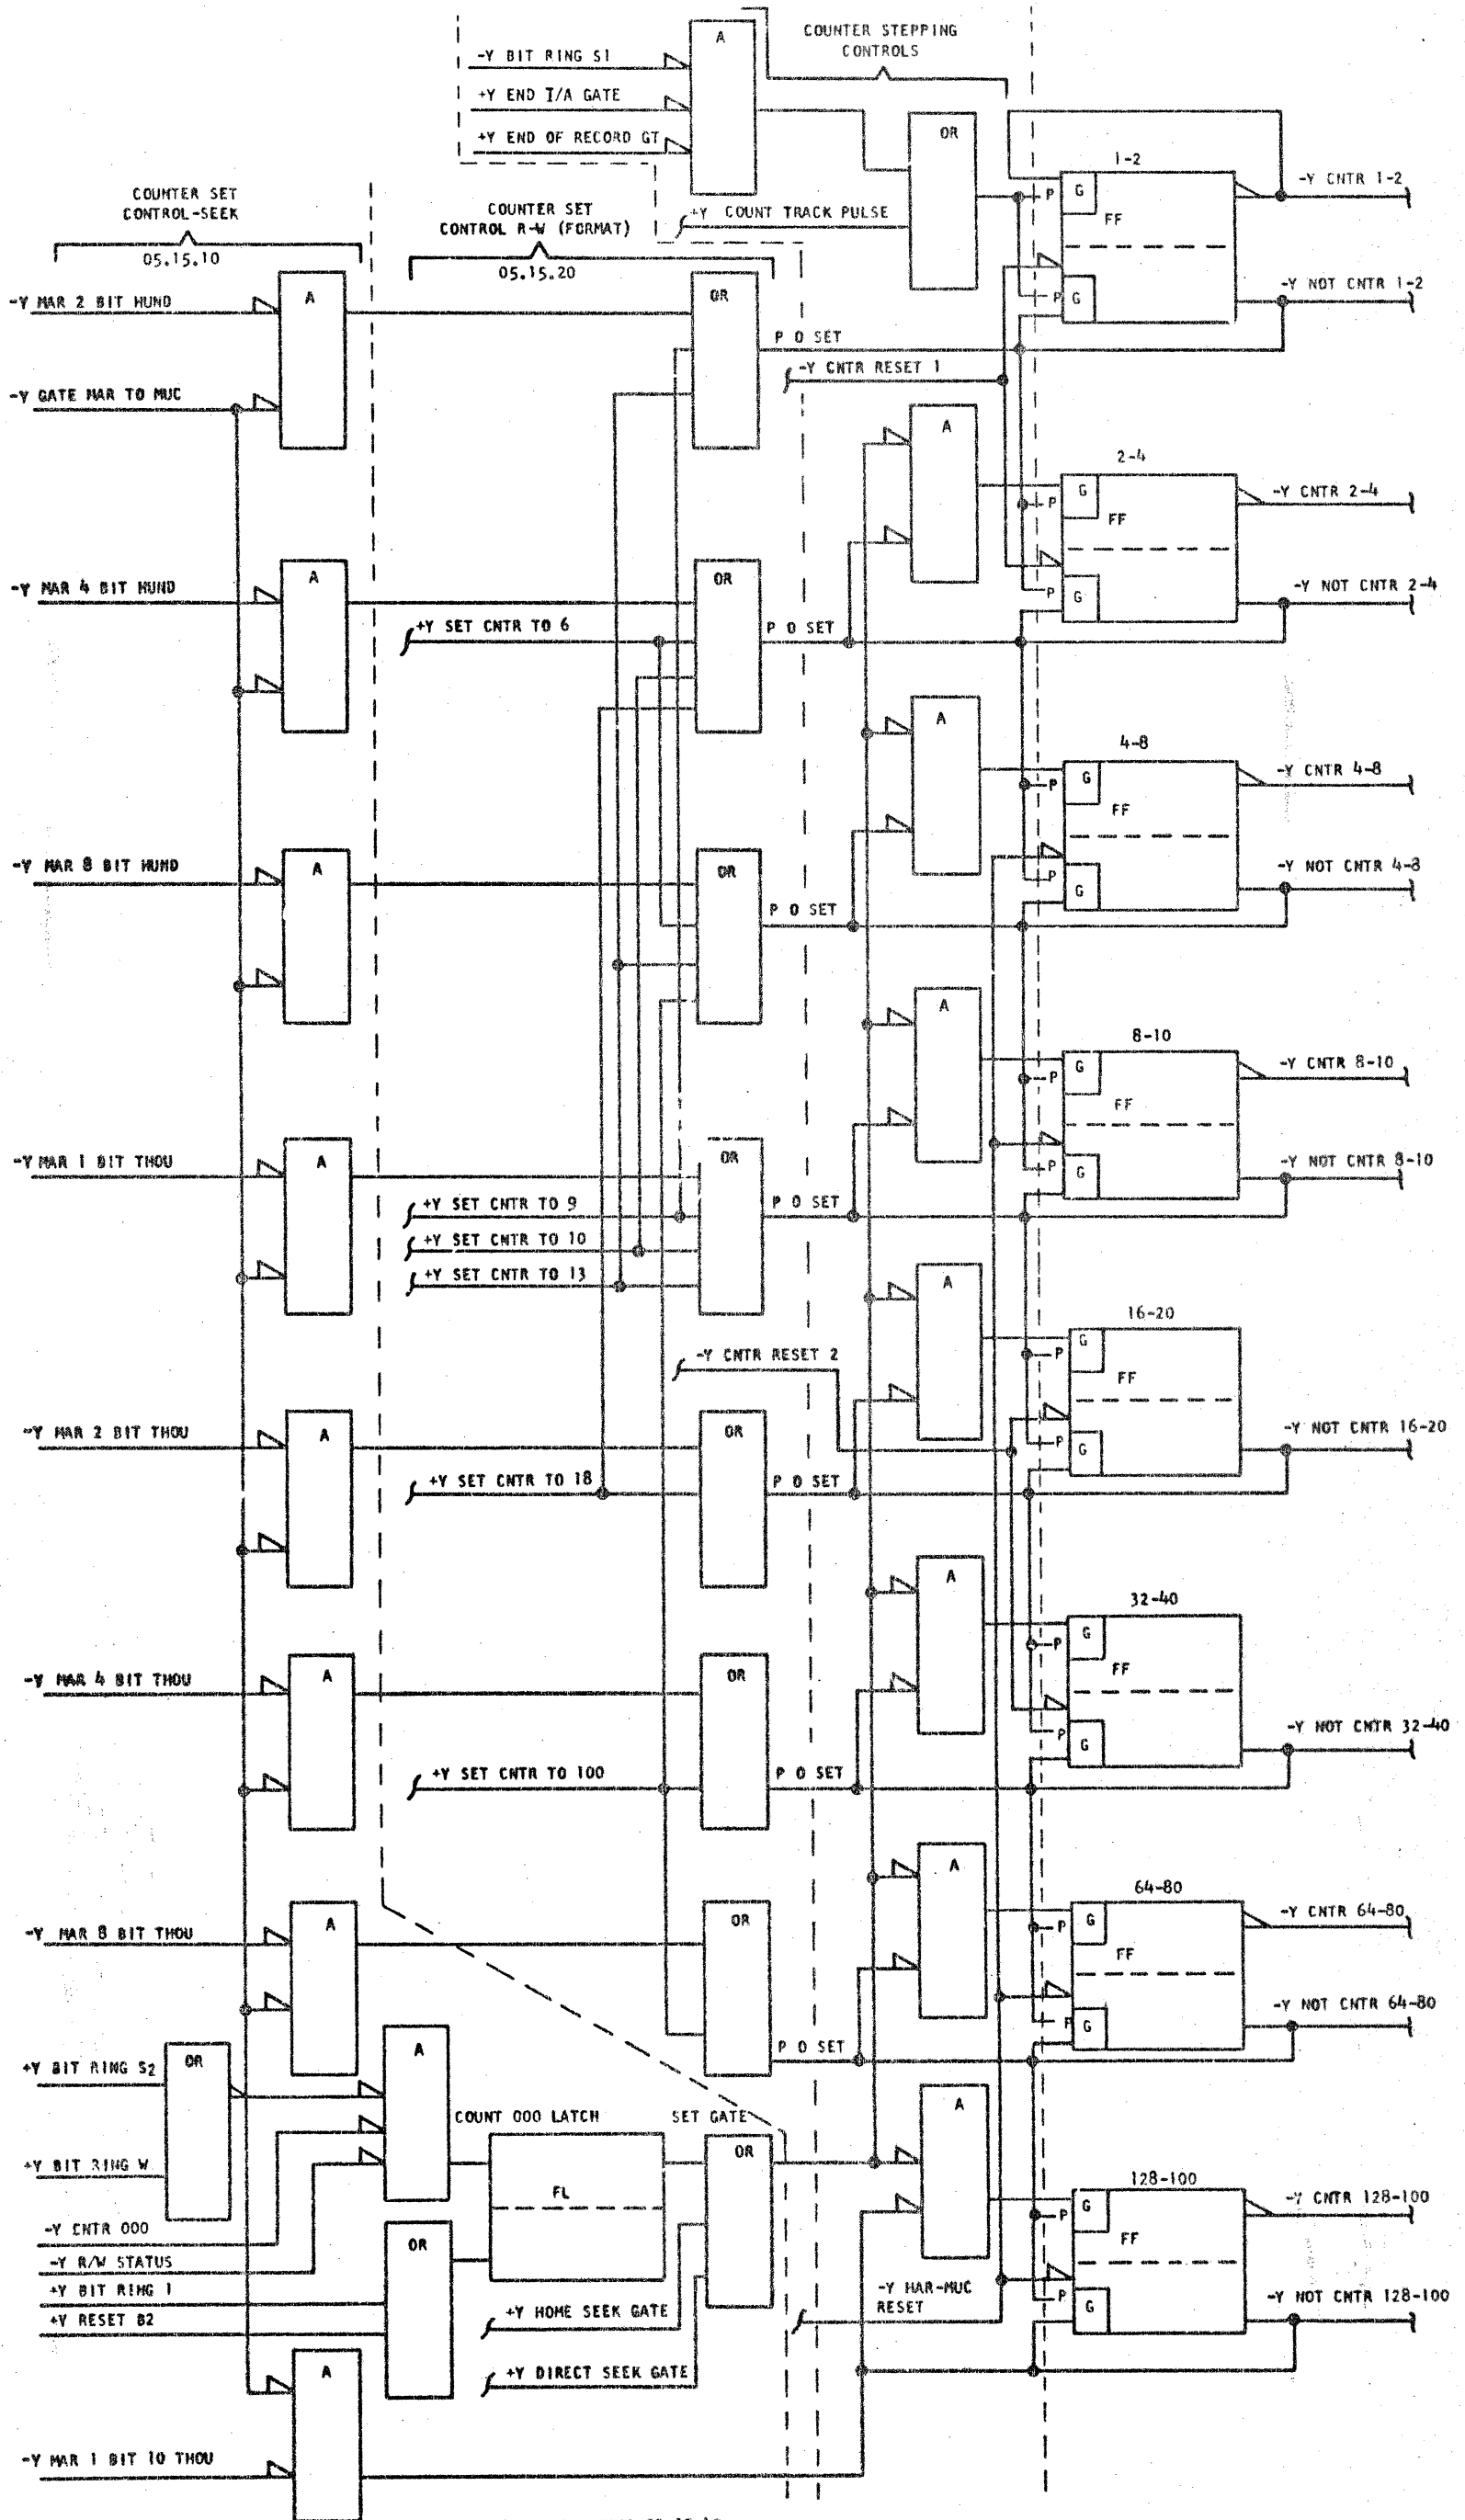 A
COUNTER STEPPING
CONTROLS
-Y BIT RING S1
+Y END I/A GATE
+Y END OF RECORD GT
OR
1-2
P G -Y CNTR 1-2
FF
COUNTER SET
CONTROL-SEEK
05.15.10
COUNTER SET
CONTROL R-W (FORMAT)
05.15.20
+Y COUNT TRACK PULSE
P G -Y NOT CNTR 1-2
-Y MAR 2 BIT HUND A
OR
P O SET
-Y CNTR RESET 1
-Y GATE MAR TO MUC
A
2-4
G
P -Y CNTR 2-4
FF
-Y MAR 4 BIT HUND A
OR
P G -Y NOT CNTR 2-4
+Y SET CNTR TO 6
P O SET
A
4-8
G
P -Y CNTR 4-8
FF
-Y MAR 8 BIT HUND A
OR
P G -Y NOT CNTR 4-8
P O SET
A
8-10
G
P -Y CNTR 8-10
FF
-Y MAR 1 BIT THOU A
OR
P G -Y NOT CNTR 8-10
+Y SET CNTR TO 9
P O SET
+Y SET CNTR TO 10
+Y SET CNTR TO 13
A
16-20
G
P
FF
-Y CNTR RESET 2
-Y MAR 2 BIT THOU A
OR
P G -Y NOT CNTR 16-20
+Y SET CNTR TO 18
P O SET
A
32-40
G
P
FF
-Y MAR 4 BIT THOU A
OR
P G -Y NOT CNTR 32-40
+Y SET CNTR TO 100
P O SET
A
64-80
G
P -Y CNTR 64-80
FF
-Y MAR 8 BIT THOU A
OR
P G -Y NOT CNTR 64-80
P O SET
+Y BIT RING S2
OR
A
A
COUNT 000 LATCH
SET GATE
OR
+Y BIT RING W
FL
128-100
G
P -Y CNTR 128-100
FF
-Y CNTR 000
-Y R/W STATUS
OR
+Y BIT RING 1
+Y RESET B2
+Y HOME SEEK GATE
-Y MAR-MUC
RESET
P G -Y NOT CNTR 128-100
+Y DIRECT SEEK GATE
A
-Y MAR 1 BIT 10 THOU